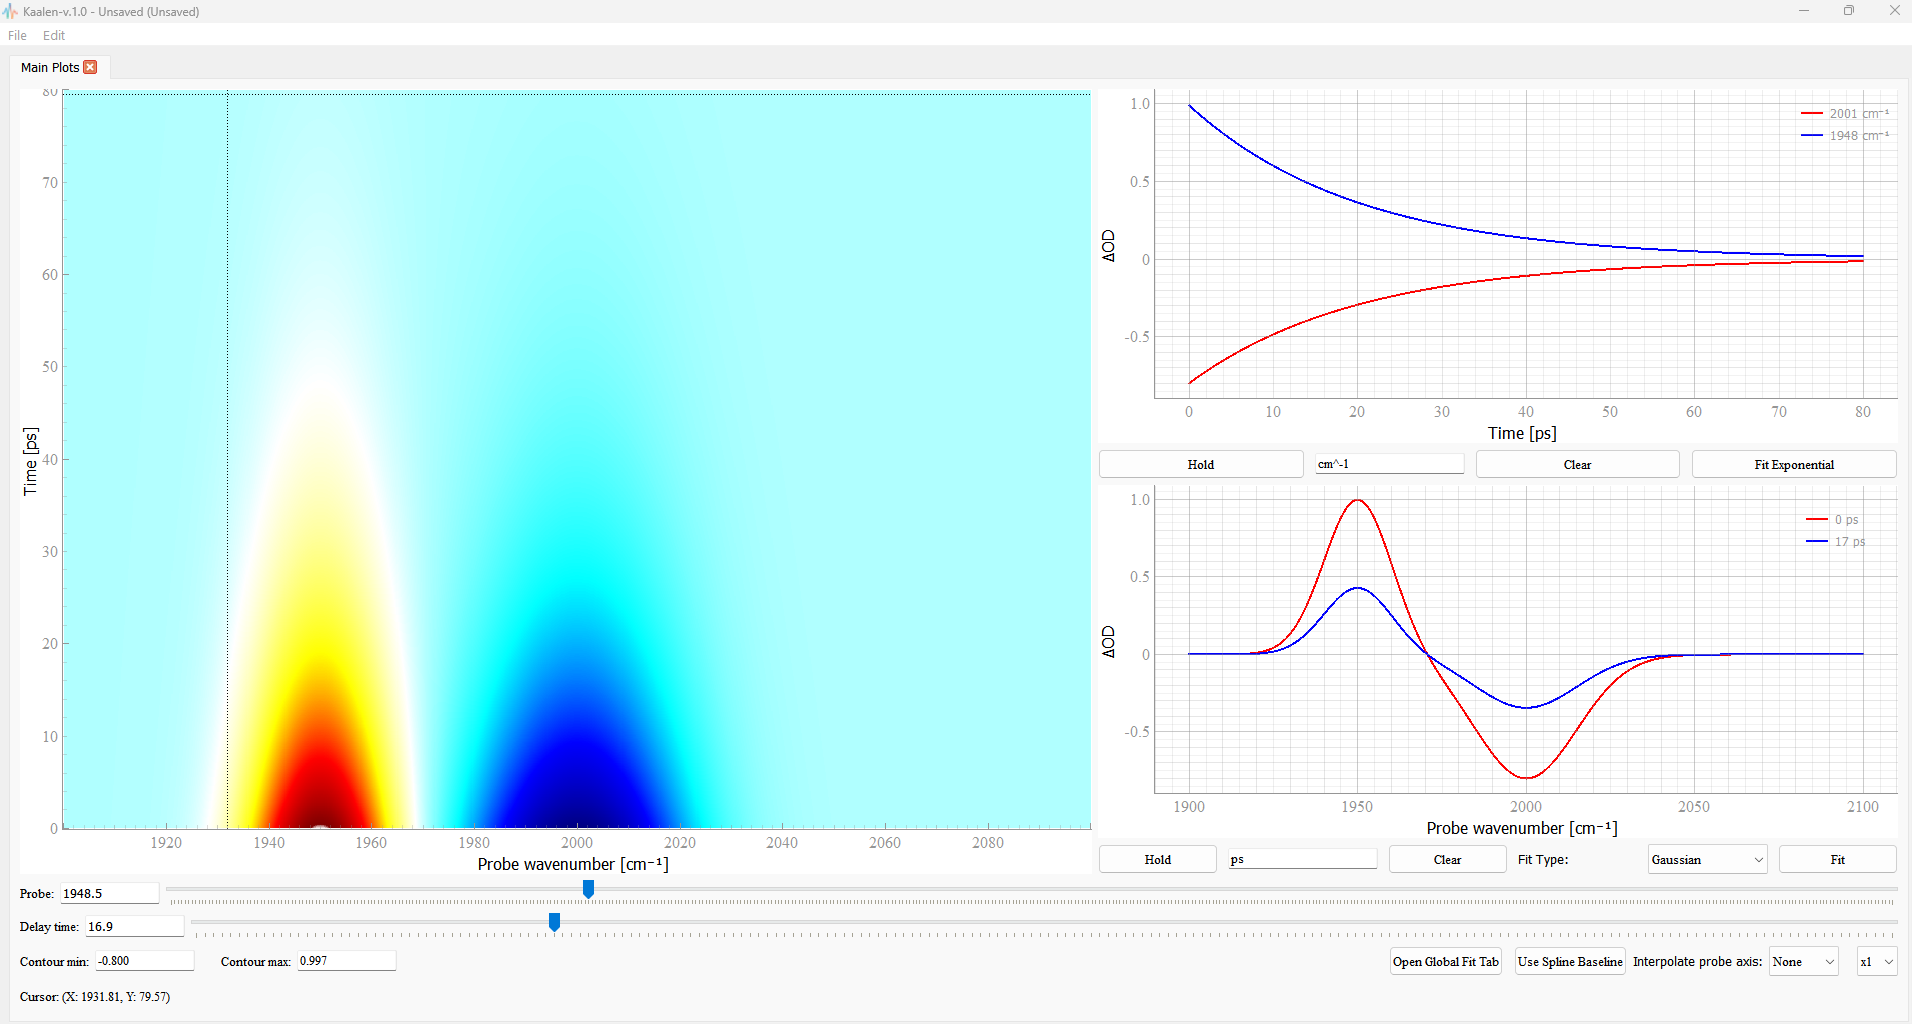 Kaalen-v.1.0 - Unsaved (Unsaved)
File Edit
Main Plots
80
70
60
50
40
30
20
10
0
Time [ps]
1920 1940 1960 1980 2000 2020 2040 2060 2080
Probe wavenumber [cm⁻¹]
1.0
0.5
0
-0.5
ΔOD
2001 cm⁻¹
1948 cm⁻¹
0 10 20 30 40 50 60 70 80
Time [ps]
Hold cm^-1 Clear Fit Exponential
1.0
0.5
0
-0.5
ΔOD
0 ps
17 ps
1900 1950 2000 2050 2100
Probe wavenumber [cm⁻¹]
Hold ps Clear Fit Type: Gaussian Fit
Probe: 1948.5
Delay time: 16.9
Contour min: -0.800 Contour max: 0.997 Open Global Fit Tab Use Spline Baseline Interpolate probe axis: None x1
Cursor: (X: 1931.81, Y: 79.57)